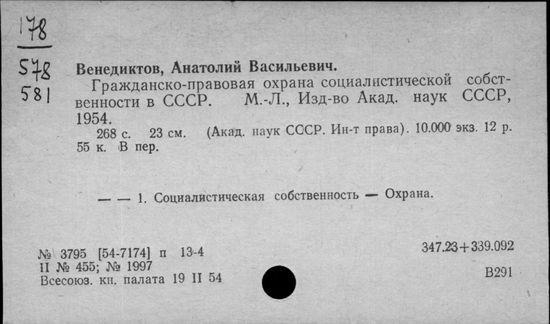 178
578
581
Венедиктов, Анатолий Васильевич.
Гражданско-правовая охрана социалистической собст-
венности в СССР. М.-Л., Изд-во Акад. наук СССР,
1954.
268 с. 23 см. (Акад. наук СССР. Ин-т права). 10.000 экз. 12 р.
55 к. В пер.
— — 1. Социалистическая собственность — Охрана.
№ 3795 [54-7174] п 13-4
347.23+339.092
II № 455; № 1997
Всесоюз. кн. палата 19 II 54
В291